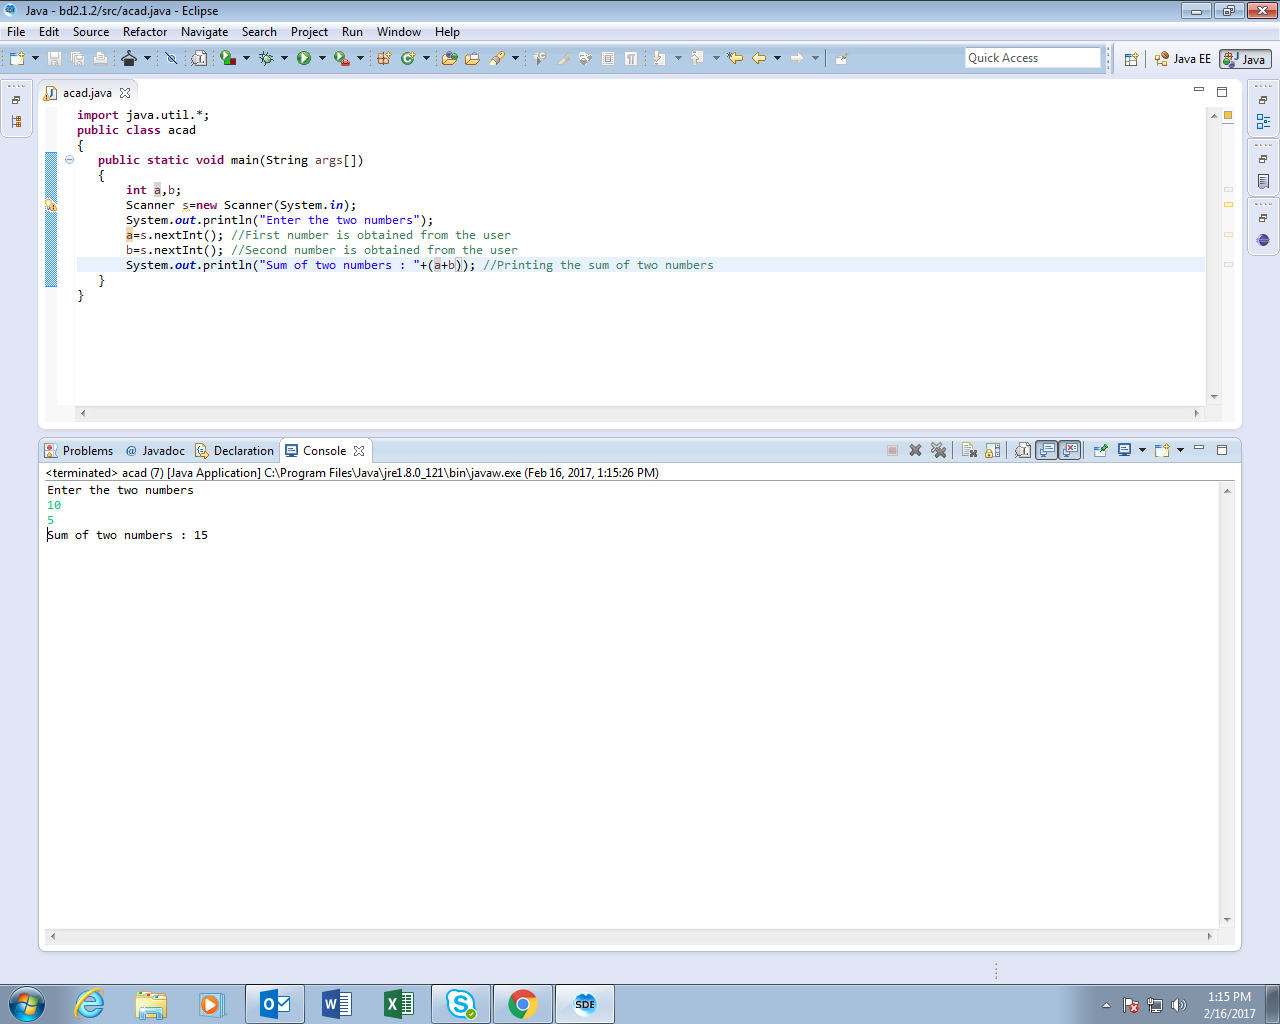 Java - bd2.1.2/src/acad.java - Eclipse
File Edit Source Refactor Navigate Search Project Run Window Help
Quick Access Java EE Java
acad.java
import java.util.*;
public class acad
{
public static void main(String args[])
{
int a,b;
Scanner s=new Scanner(System.in);
System.out.println("Enter the two numbers");
a=s.nextInt(); //First number is obtained from the user
b=s.nextInt(); //Second number is obtained from the user
System.out.println("Sum of two numbers : "+(a+b)); //Printing the sum of two numbers
}
}
Problems @ Javadoc Declaration Console
<terminated> acad (7) [Java Application] C:\Program Files\Java\jre1.8.0_121\bin\javaw.exe (Feb 16, 2017, 1:15:26 PM)
Enter the two numbers
10
5
Sum of two numbers : 15
SDE
1:15 PM
2/16/2017